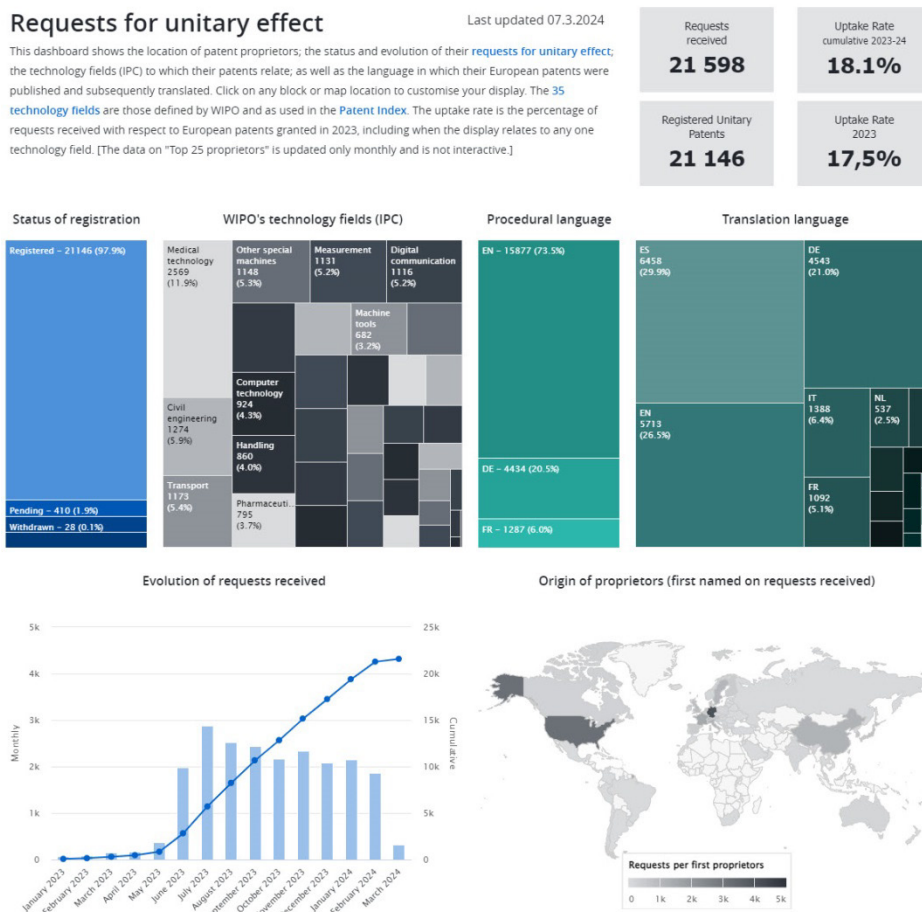 Requests for unitary effect
Last updated 07.3.2024
This dashboard shows the location of patent proprietors; the status and evolution of their requests for unitary effect;
the technology fields (IPC) to which their patents relate; as well as the language in which their European patents were
published and subsequently translated. Click on any block or map location to customise your display. The 35
technology fields are those defined by WIPO and as used in the Patent Index. The uptake rate is the percentage of
requests received with respect to European patents granted in 2023, including when the display relates to any one
technology field. [The data on "Top 25 proprietors" is updated only monthly and is not interactive.]
Requests
received
21 598
Uptake Rate
cumulative 2023-24
18.1%
Registered Unitary
Patents
21 146
Uptake Rate
2023
17,5%
Status of registration
Registered – 21146 (97.9%)
Pending – 410 (1.9%)
Withdrawn – 28 (0.1%)
WIPO's technology fields (IPC)
Medical
technology
2569
(11.9%)
Civil
engineering
1274
(5.9%)
Transport
1173
(5.4%)
Other special
machines
1148
(5.3%)
Measurement
1131
(5.2%)
Digital
communication
1116
(5.2%)
Machine
tools
682
(3.2%)
Computer
technology
924
(4.3%)
Handling
860
(4.0%)
Pharmaceuti...
795
(3.7%)
Procedural language
EN – 15877 (73.5%)
DE – 4434 (20.5%)
FR – 1287 (6.0%)
Translation language
ES
6458
(29.9%)
EN
5713
(26.5%)
DE
4543
(21.0%)
IT
1388
(6.4%)
NL
537
(2.5%)
FR
1092
(5.1%)
Evolution of requests received
5k
4k
3k
2k
1k
0
Monthly
25k
20k
15k
10k
5k
0
Cumulative
January 2023
February 2023
March 2023
April 2023
May 2023
June 2023
July 2023
August 2023
September 2023
October 2023
November 2023
December 2023
January 2024
February 2024
March 2024
Origin of proprietors (first named on requests received)
Requests per first proprietors
0 1k 2k 3k 4k 5k